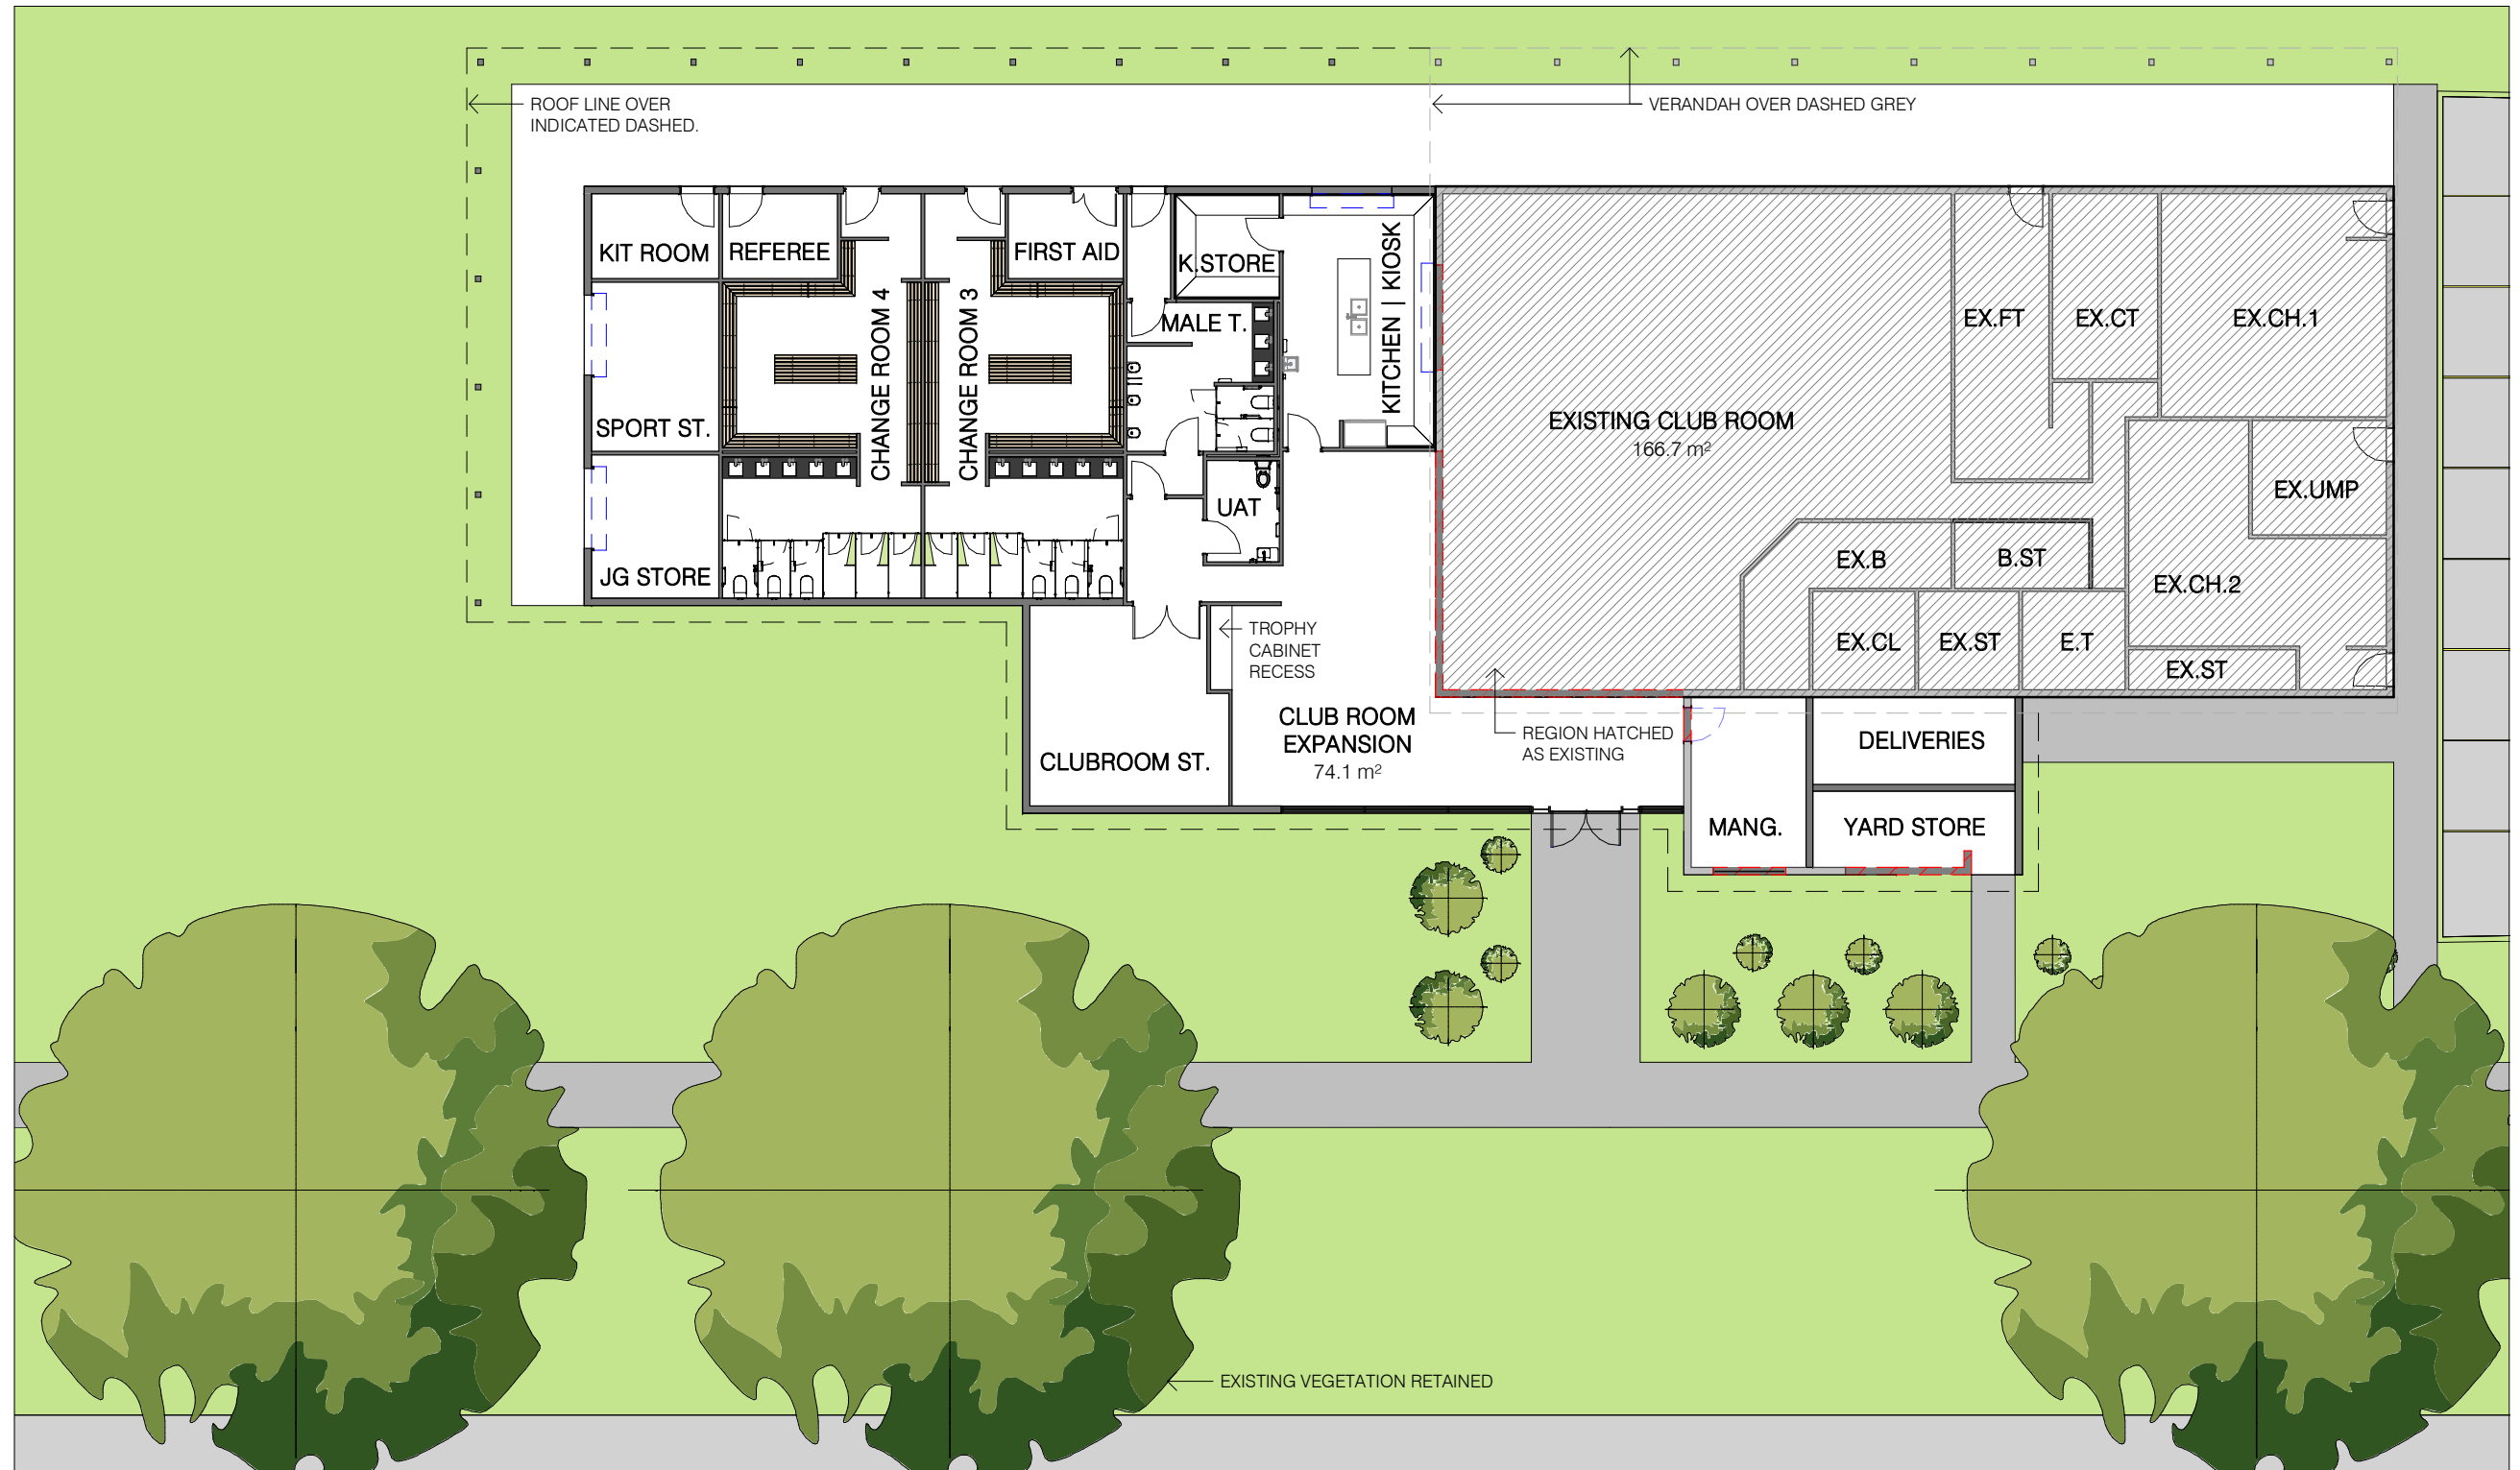 ROOF LINE OVER
INDICATED DASHED.
VERANDAH OVER DASHED GREY
KIT ROOM
REFEREE
FIRST AID
K.STORE
KITCHEN | KIOSK
CHANGE ROOM 4
CHANGE ROOM 3
MALE T.
SPORT ST.
JG STORE
UAT
EXISTING CLUB ROOM
166.7 m²
EX.FT
EX.CT
EX.CH.1
EX.UMP
EX.B
B.ST
EX.CH.2
EX.CL
EX.ST
E.T
EX.ST
TROPHY
CABINET
RECESS
CLUBROOM ST.
CLUB ROOM
EXPANSION
74.1 m²
REGION HATCHED
AS EXISTING
DELIVERIES
MANG.
YARD STORE
EXISTING VEGETATION RETAINED